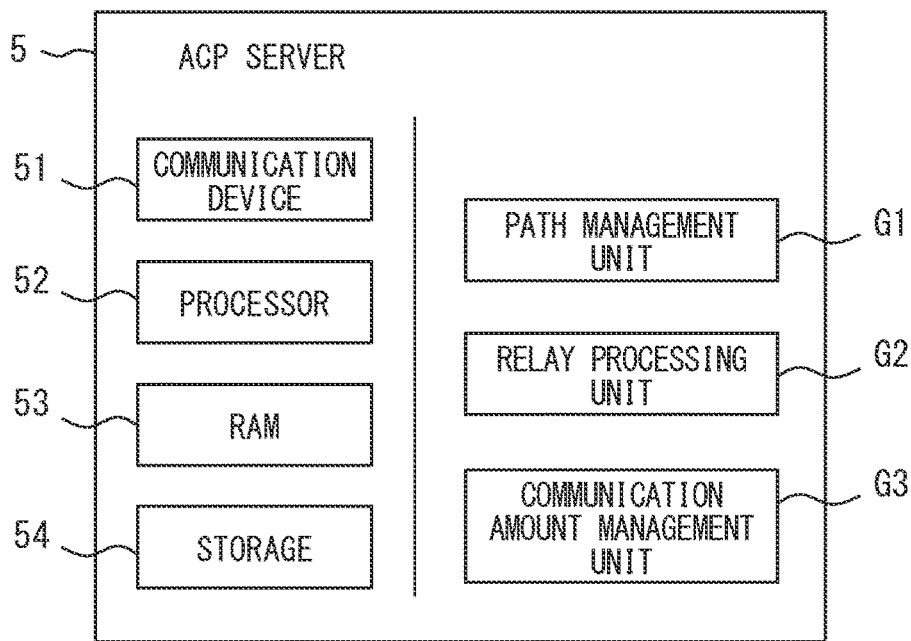 5
ACP SERVER
51
COMMUNICATION
DEVICE
52
PROCESSOR
53
RAM
54
STORAGE
PATH MANAGEMENT
UNIT
G1
RELAY PROCESSING
UNIT
G2
COMMUNICATION
AMOUNT MANAGEMENT
UNIT
G3